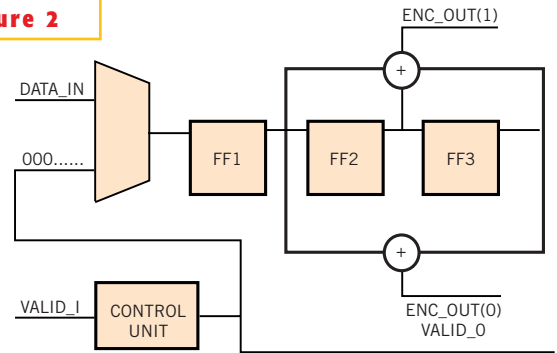 ure 2
ENC_OUT(1)
+
DATA_IN
000......
FF1
FF2
FF3
+
VALID_I
CONTROL
UNIT
ENC_OUT(0)
VALID_O